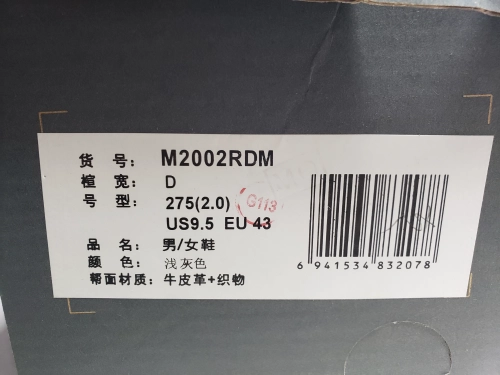 货 号: M2002RDM
楦 宽: D
号 型: 275(2.0)
US9.5 EU 43
G113
品 名: 男/女鞋
颜 色: 浅灰色
帮面材质: 牛皮革+织物
6 941534 832078